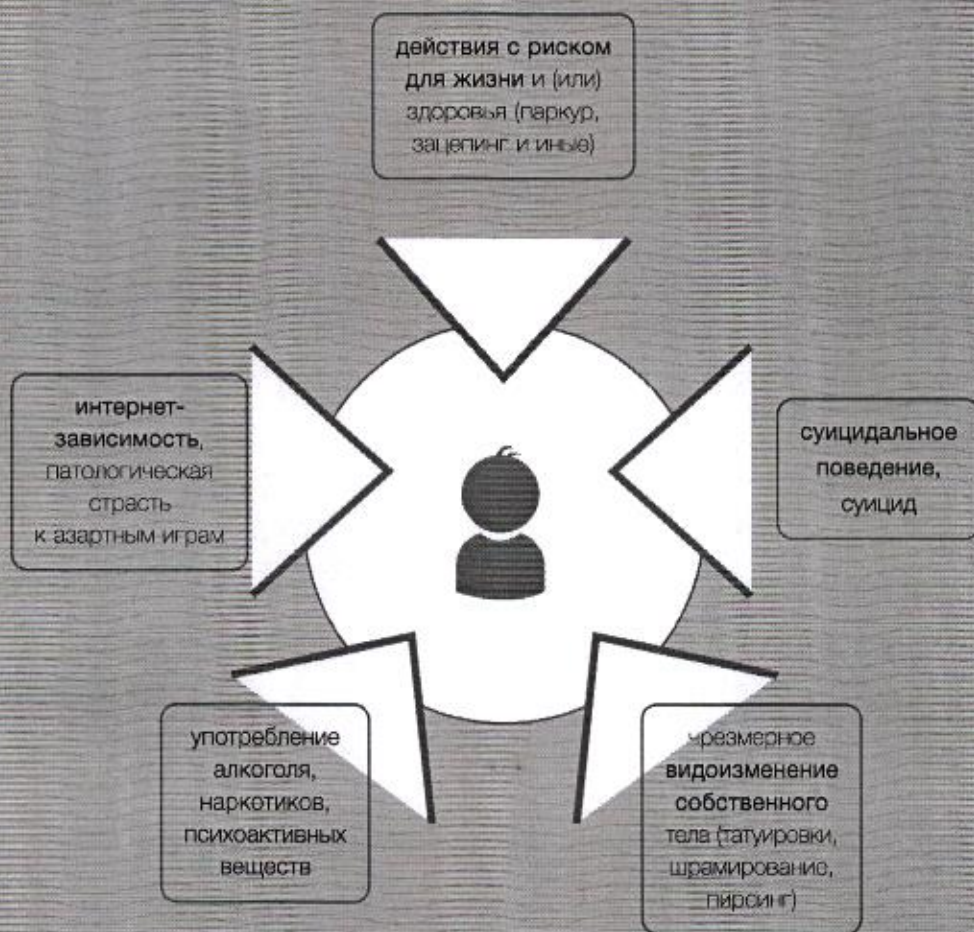 действия с риском
для жизни и (или)
здоровья (паркур,
зацепинг и иные)
интернет-
зависимость,
патологическая
страсть
к азартным играм
суицидальное
поведение,
суицид
употребление
алкоголя,
наркотиков,
психоактивных
веществ
чрезмерное
видоизменение
собственного
тела (татуировки,
шрамирование,
пирсинг)